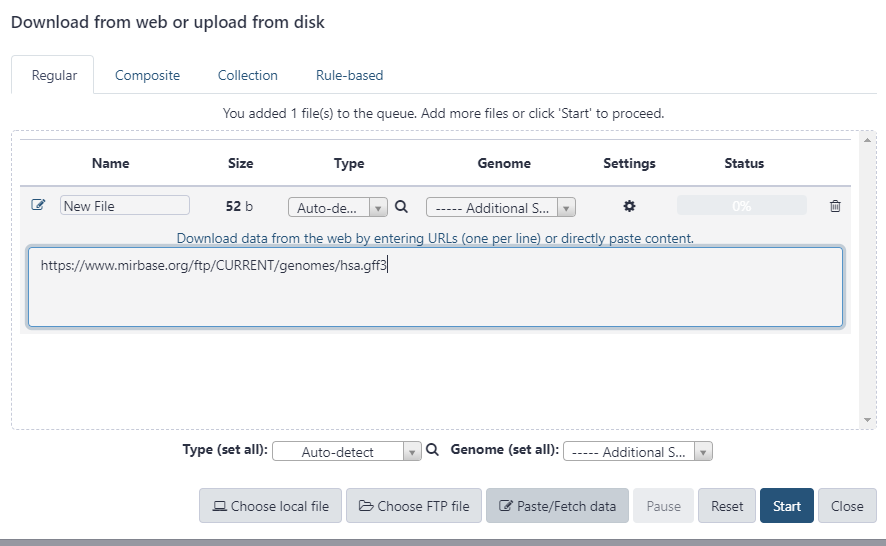 Download from web or upload from disk
Regular Composite Collection Rule-based
You added 1 file(s) to the queue. Add more files or click 'Start' to proceed.
Name Size Type Genome Settings Status
New File 52 b Auto-de... ----- Additional S... 0%
Download data from the web by entering URLs (one per line) or directly paste content.
https://www.mirbase.org/ftp/CURRENT/genomes/hsa.gff3
Type (set all): Auto-detect Genome (set all): ----- Additional S...
Choose local file Choose FTP file Paste/Fetch data Pause Reset Start Close